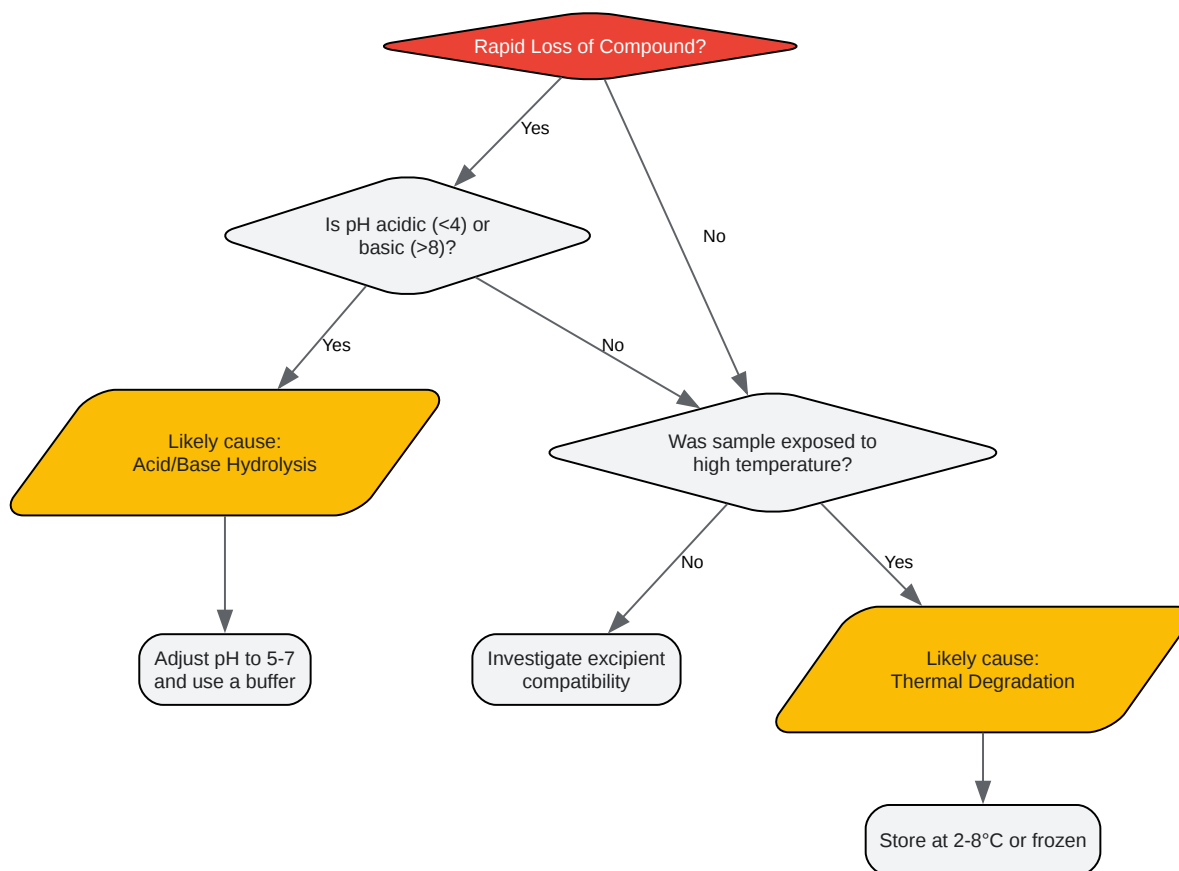 Rapid Loss of Compound?
Yes
No
Is pH acidic (<4) or
basic (>8)?
Yes
No
Likely cause:
Acid/Base Hydrolysis
Was sample exposed to
high temperature?
No
Yes
Adjust pH to 5-7
and use a buffer
Investigate excipient
compatibility
Likely cause:
Thermal Degradation
Store at 2-8°C or frozen